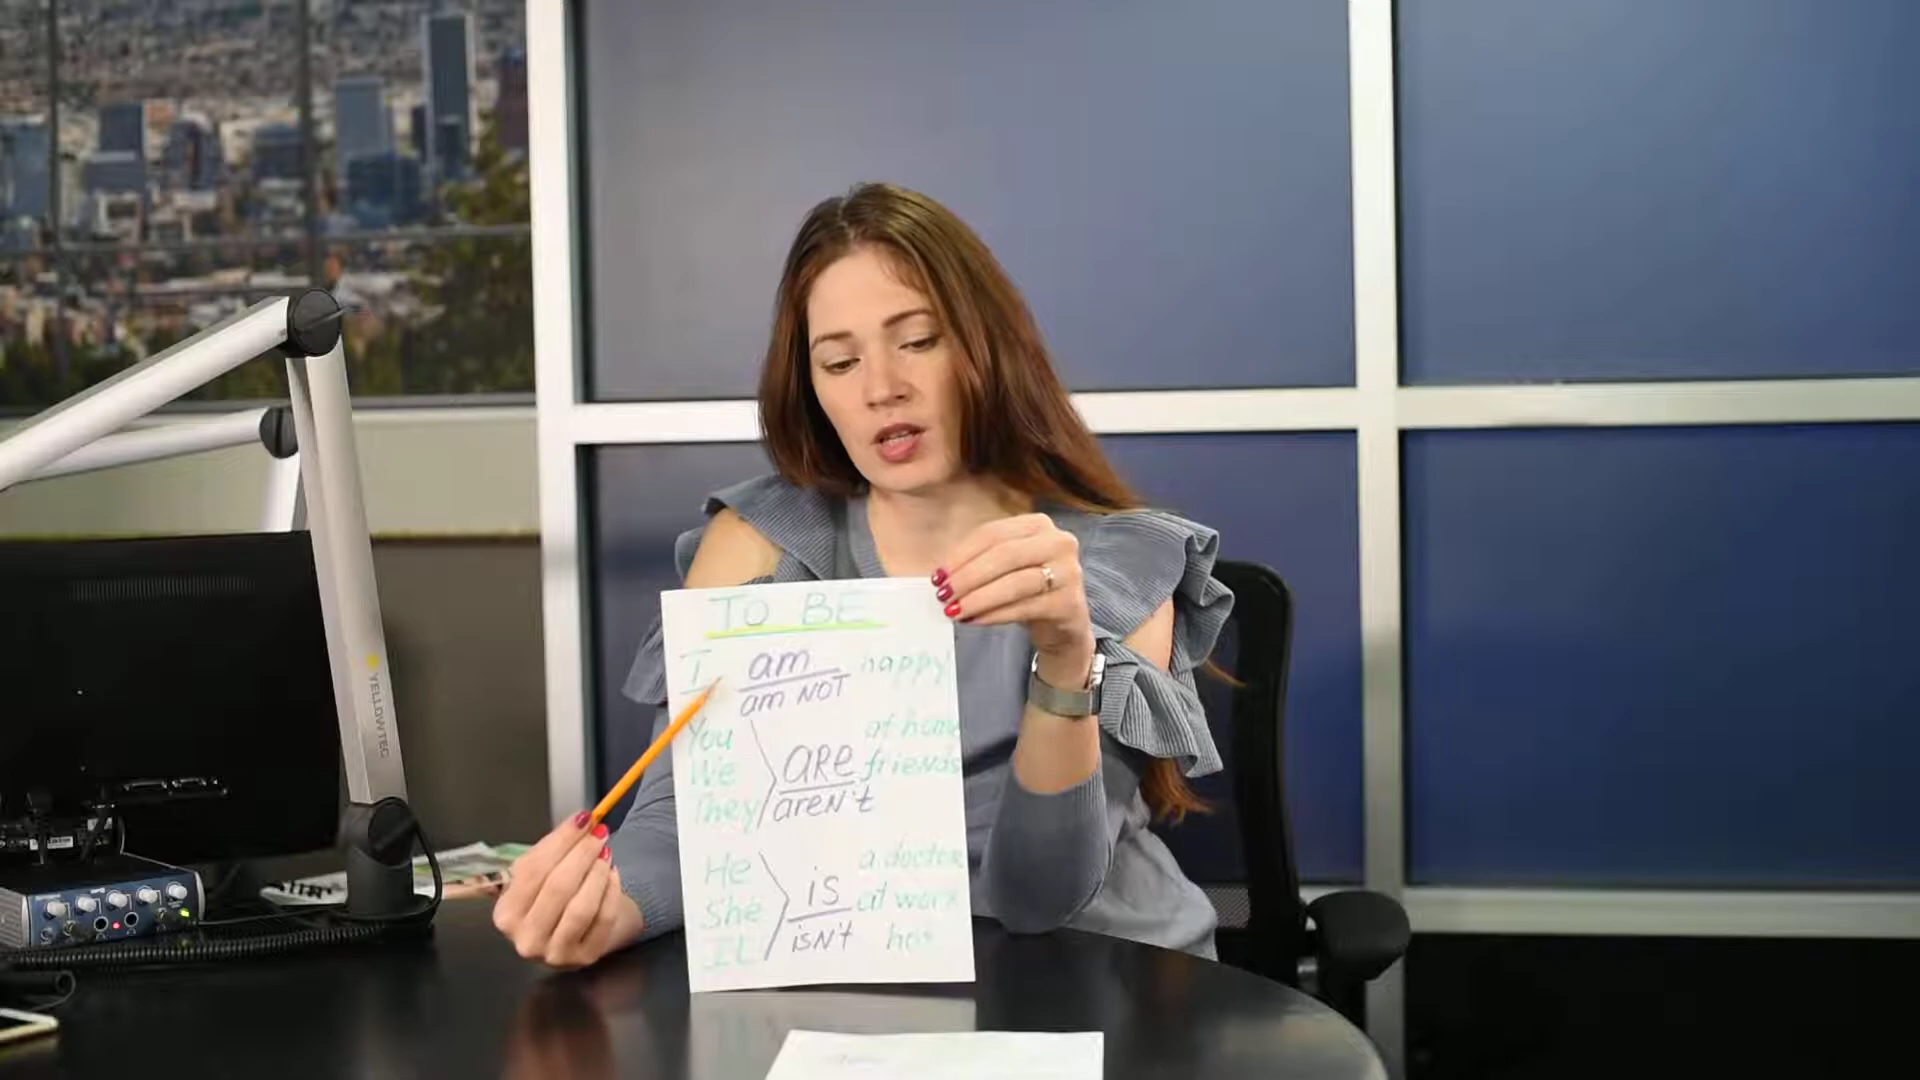 TO BE
I am happy
am NOT
You at home
We are friends
They aren't
He a doctor
She is at work
It isn't hot
YELLOWTEC